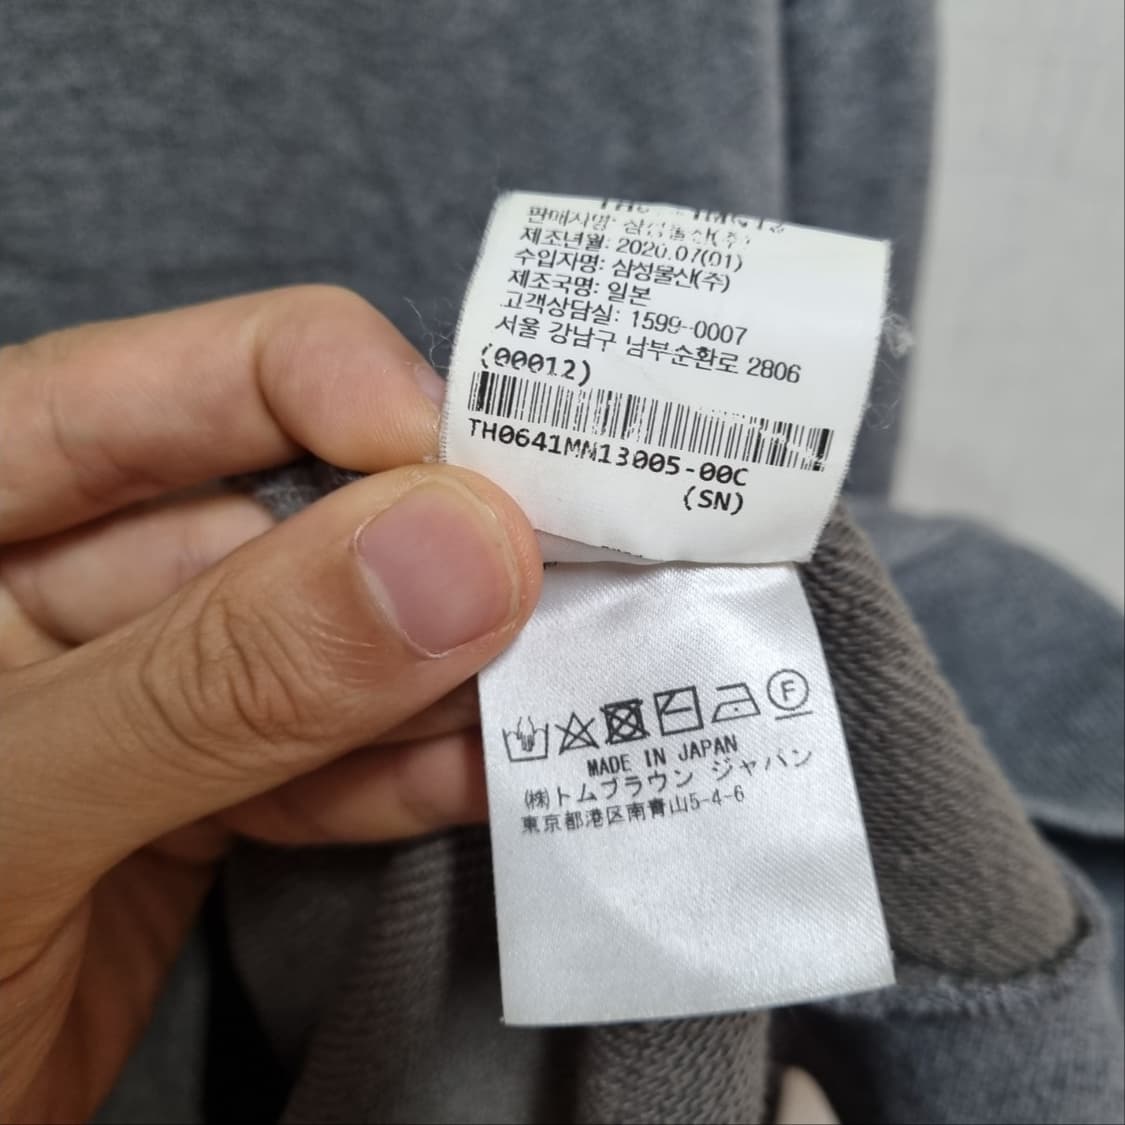 판매자명: 삼성물산(주)
제조년월: 2020.07(01)
수입자명: 삼성물산(주)
제조국명: 일본
고객상담실: 1599-0007
서울 강남구 남부순환로 2806
(00012)
TH0641MN13005-00C
(SN)
F
MADE IN JAPAN
(株)トムブラウン ジャパン
東京都港区南青山5-4-6